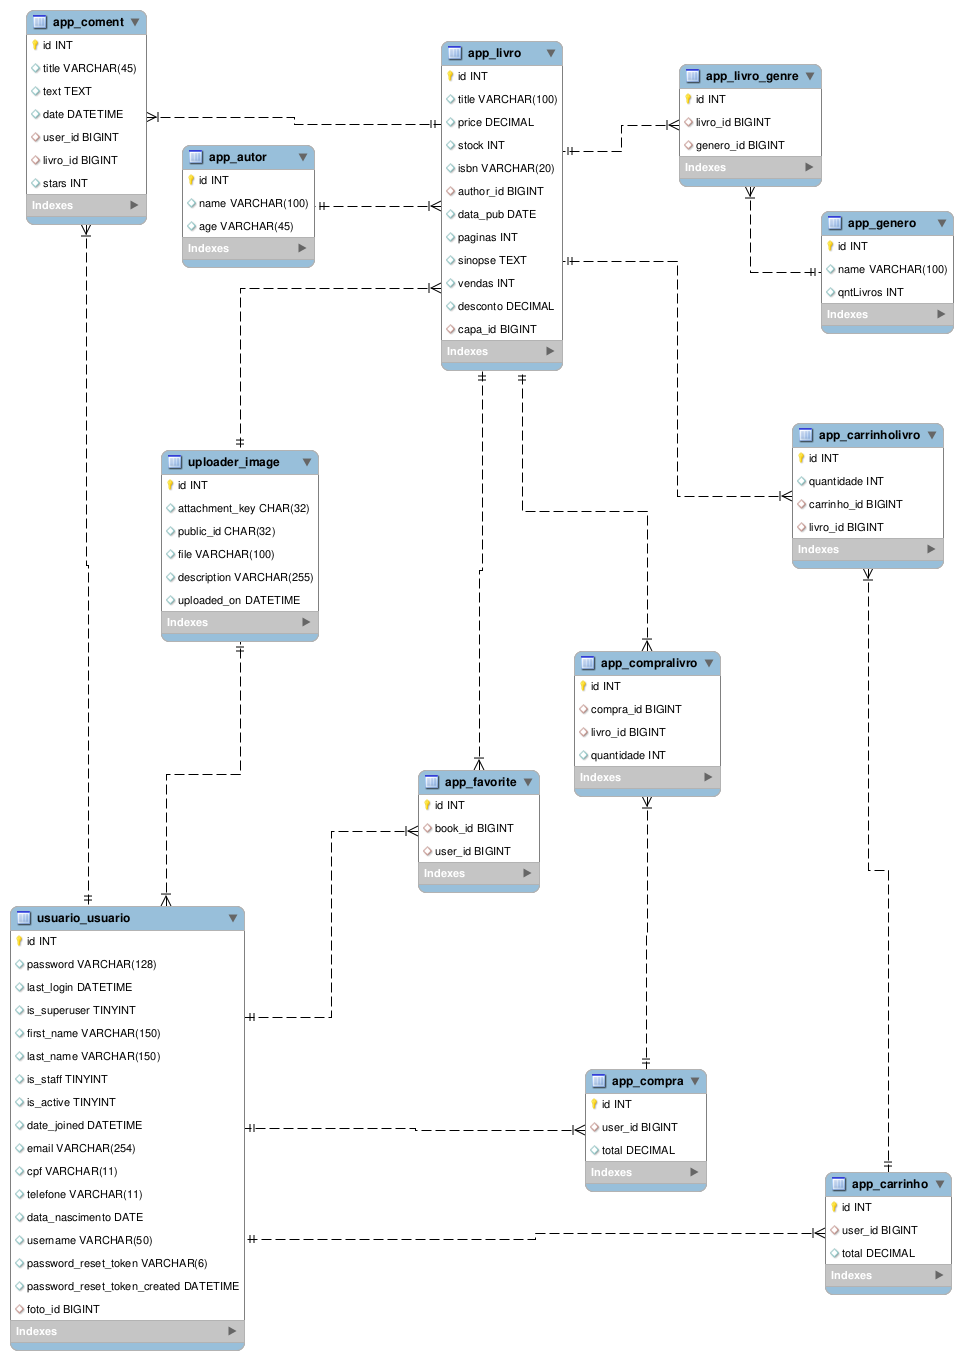 app_coment
id INT
title VARCHAR(45)
text TEXT
date DATETIME
user_id BIGINT
livro_id BIGINT
stars INT
Indexes
app_livro
id INT
title VARCHAR(100)
price DECIMAL
stock INT
isbn VARCHAR(20)
author_id BIGINT
data_pub DATE
paginas INT
sinopse TEXT
vendas INT
desconto DECIMAL
capa_id BIGINT
Indexes
app_livro_genre
id INT
livro_id BIGINT
genero_id BIGINT
Indexes
app_autor
id INT
name VARCHAR(100)
age VARCHAR(45)
Indexes
app_genero
id INT
name VARCHAR(100)
qntLivros INT
Indexes
app_carrinholivro
id INT
quantidade INT
carrinho_id BIGINT
livro_id BIGINT
Indexes
uploader_image
id INT
attachment_key CHAR(32)
public_id CHAR(32)
file VARCHAR(100)
description VARCHAR(255)
uploaded_on DATETIME
Indexes
app_compralivro
id INT
compra_id BIGINT
livro_id BIGINT
quantidade INT
Indexes
app_favorite
id INT
book_id BIGINT
user_id BIGINT
Indexes
usuario_usuario
id INT
password VARCHAR(128)
last_login DATETIME
is_superuser TINYINT
first_name VARCHAR(150)
last_name VARCHAR(150)
is_staff TINYINT
is_active TINYINT
date_joined DATETIME
email VARCHAR(254)
cpf VARCHAR(11)
telefone VARCHAR(11)
data_nascimento DATE
username VARCHAR(50)
password_reset_token VARCHAR(6)
password_reset_token_created DATETIME
foto_id BIGINT
Indexes
app_compra
id INT
user_id BIGINT
total DECIMAL
Indexes
app_carrinho
id INT
user_id BIGINT
total DECIMAL
Indexes